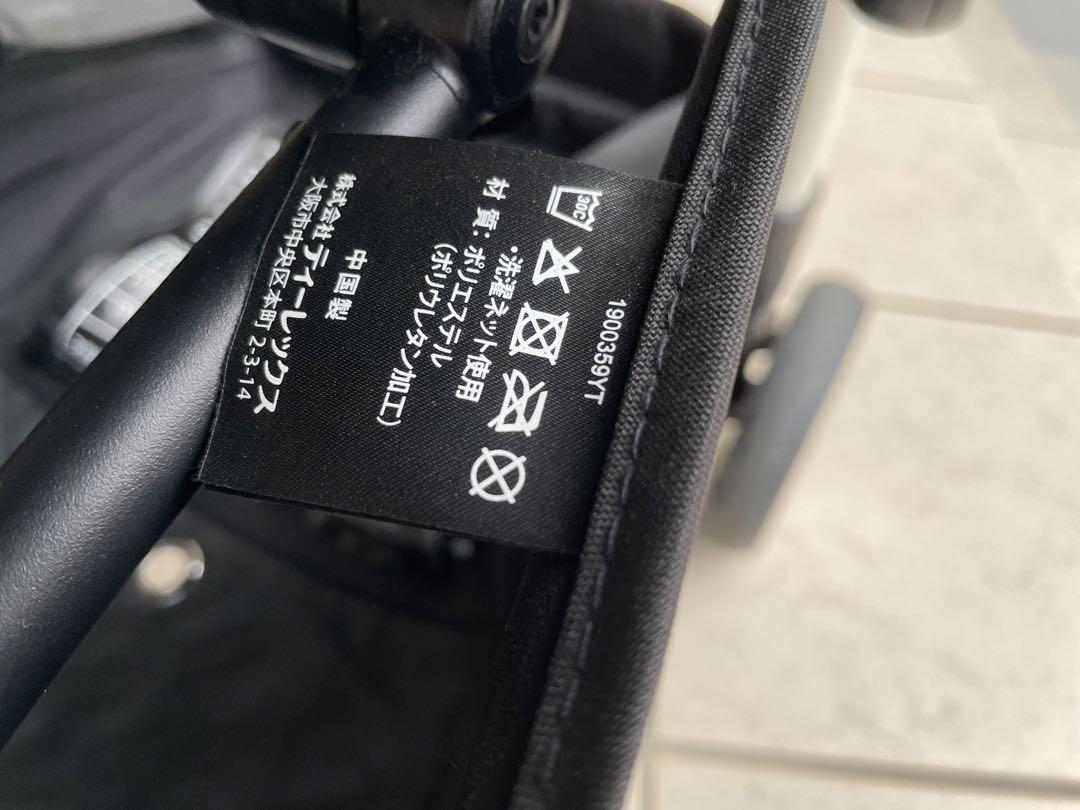 1900359YT
30C
・洗濯ネット使用
材 質：ポリエステル
(ポリウレタン加工)
中国製
株式会社 ティーレックス
大阪市中央区本町 2-3-14